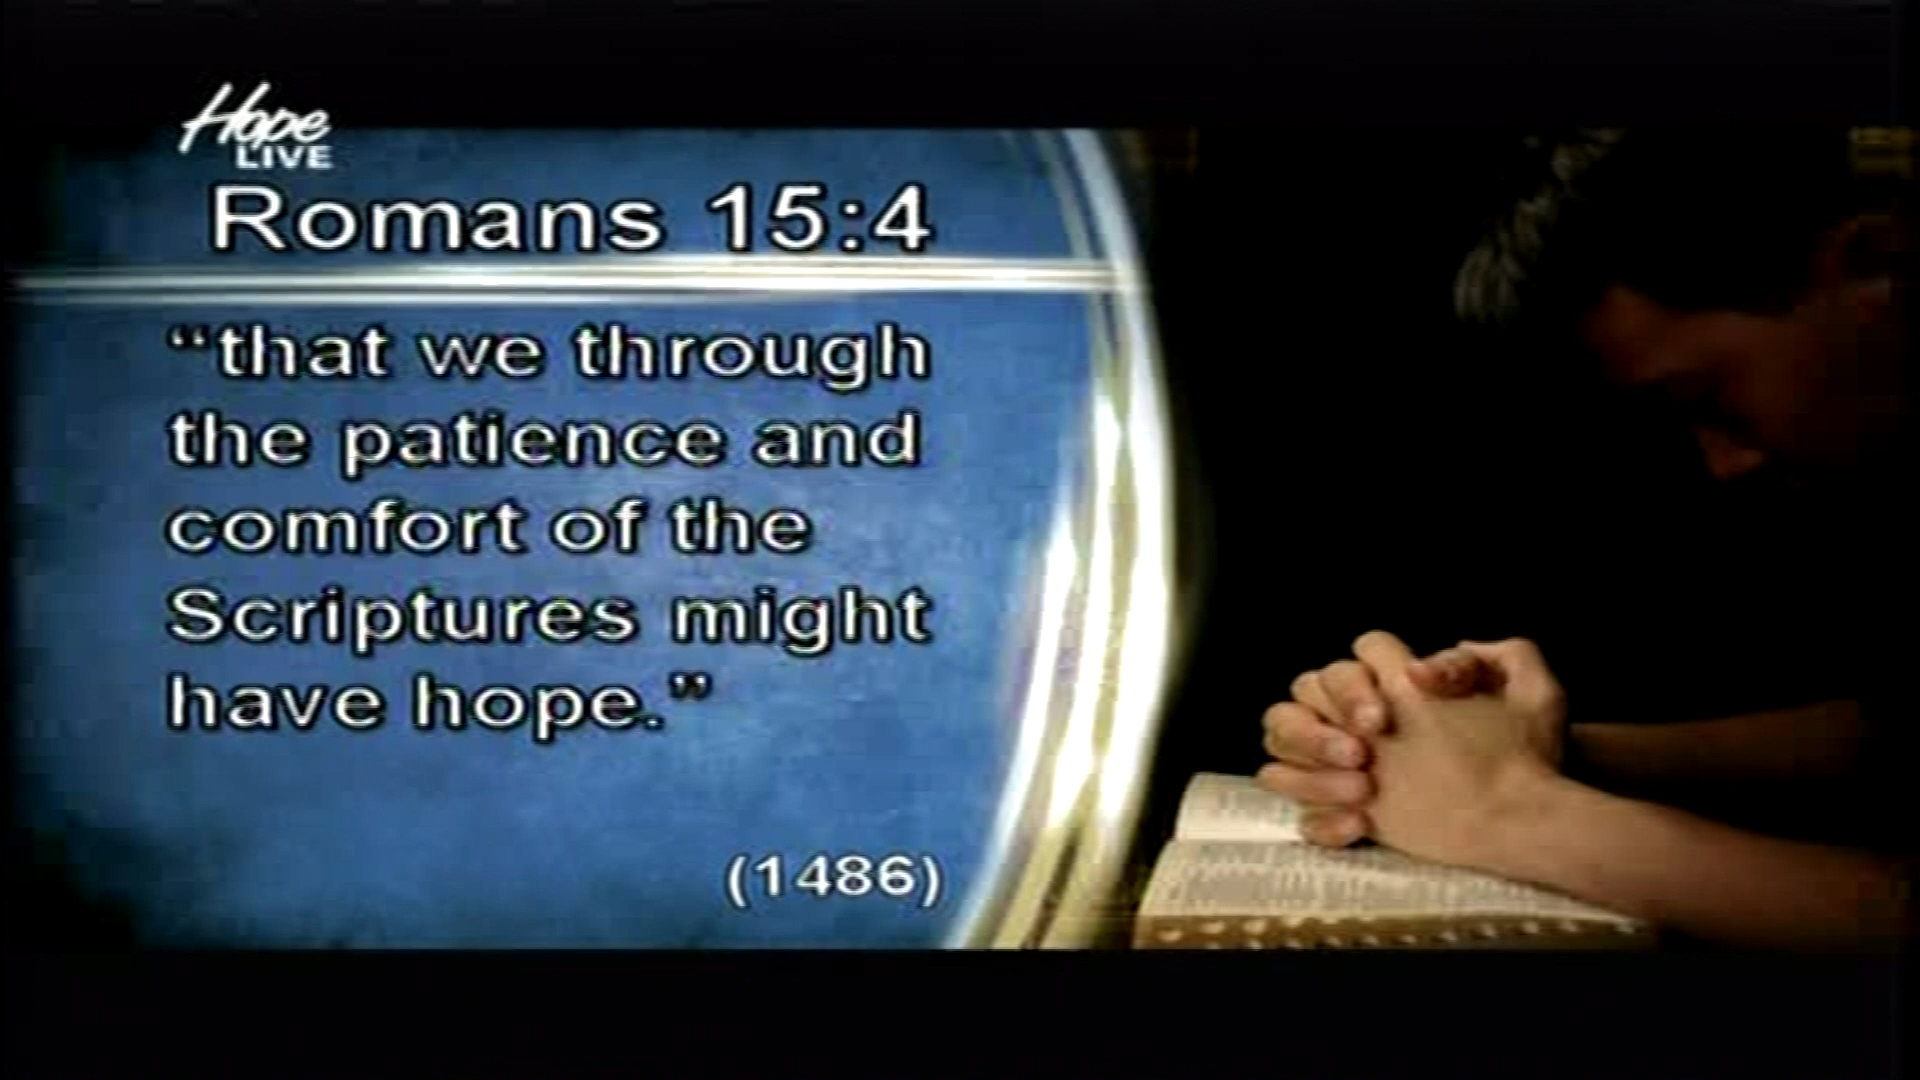 Hope
LIVE
Romans 15:4
“that we through
the patience and
comfort of the
Scriptures might
have hope.”
(1486)